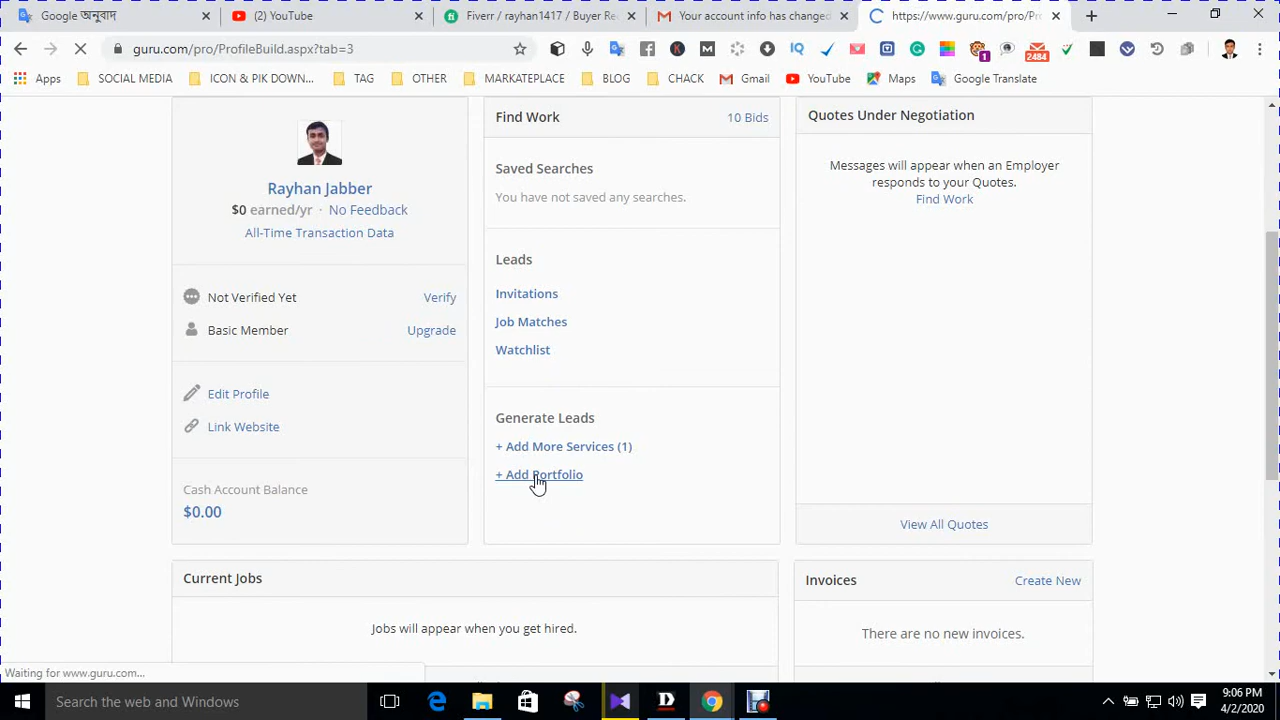 Google অনুবাদ
(2) YouTube
Fiverr / rayhan1417 / Buyer Re
Your account info has changed
https://www.guru.com/pro/Pr
guru.com/pro/ProfileBuild.aspx?tab=3
2484
1
Apps
SOCIAL MEDIA
ICON & PIK DOWN...
TAG
OTHER
MARKATEPLACE
BLOG
CHACK
Gmail
YouTube
Maps
Google Translate
Rayhan Jabber
$0 earned/yr · No Feedback
All-Time Transaction Data
Not Verified Yet
Verify
Basic Member
Upgrade
Edit Profile
Link Website
Cash Account Balance
$0.00
Find Work
10 Bids
Saved Searches
You have not saved any searches.
Leads
Invitations
Job Matches
Watchlist
Generate Leads
+ Add More Services (1)
+ Add Portfolio
Quotes Under Negotiation
Messages will appear when an Employer
responds to your Quotes.
Find Work
View All Quotes
Current Jobs
Jobs will appear when you get hired.
Invoices
Create New
There are no new invoices.
Waiting for www.guru.com...
Search the web and Windows
9:06 PM
4/2/2020